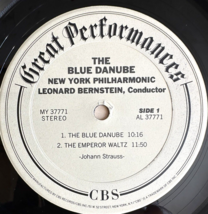 Great Performances
THE
BLUE DANUBE
NEW YORK PHILHARMONIC
LEONARD BERNSTEIN, Conductor
MY 37771
STEREO
SIDE 1
AL 37771
1. THE BLUE DANUBE 10:16
2. THE EMPEROR WALTZ 11:50
-Johann Strauss-
CBS